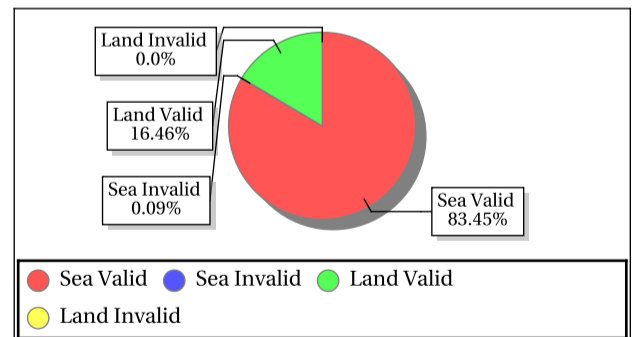 Land Invalid
0.0%
Land Valid
16.46%
Sea Invalid
0.09%
Sea Valid
83.45%
Sea Valid
Sea Invalid
Land Valid
Land Invalid